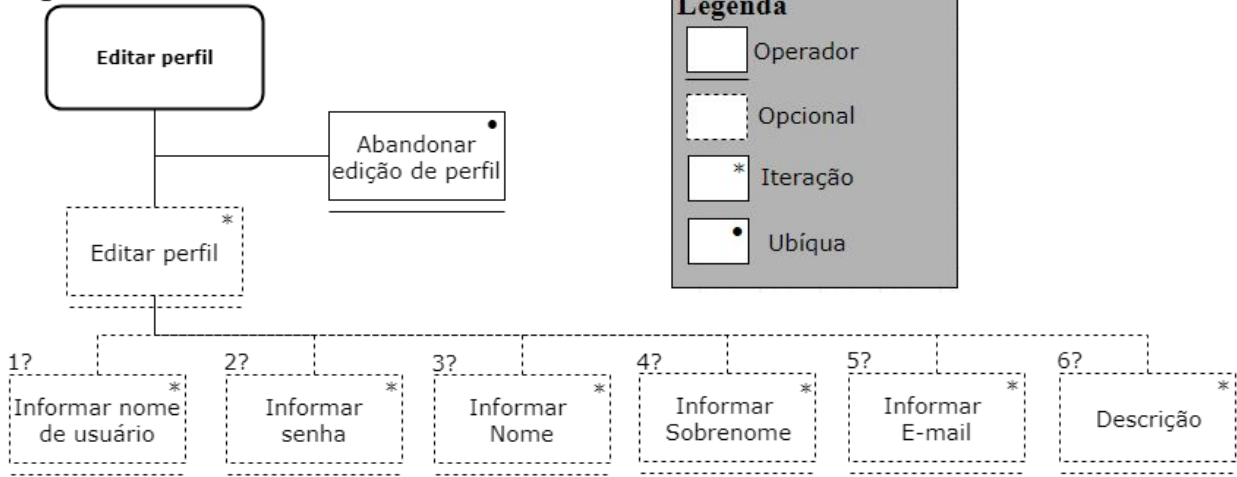 Editar perfil
Abandonar
edição de perfil
Editar perfil
1?
Informar nome
de usuário
2?
Informar
senha
3?
Informar
Nome
4?
Informar
Sobrenome
5?
Informar
E-mail
6?
Descrição
Legenda
Operador
Opcional
* Iteração
Ubíqua